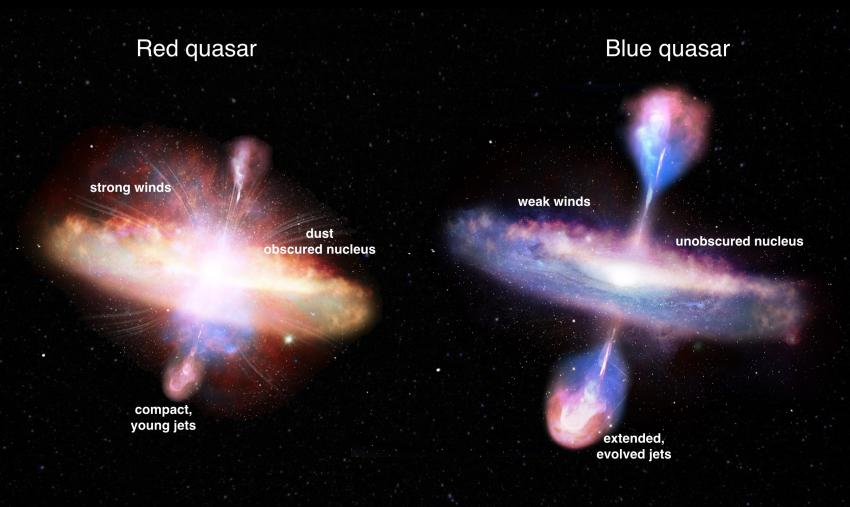 Red quasar
strong winds
dust
obscured nucleus
compact,
young jets
Blue quasar
weak winds
unobscured nucleus
extended,
evolved jets